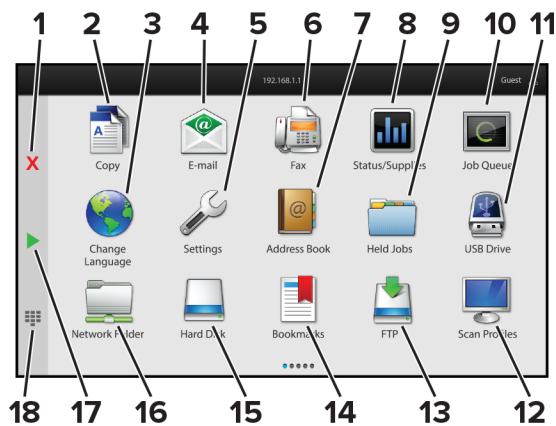 1 2 3 4 5 6 7 8 9 10 11
192.168.1.1 Guest
X
Copy E-mail Fax Status/Supplies Job Queue
Change Language Settings Address Book Held Jobs USB Drive
Network Folder Hard Disk Bookmarks FTP Scan Profiles
18 17 16 15 14 13 12